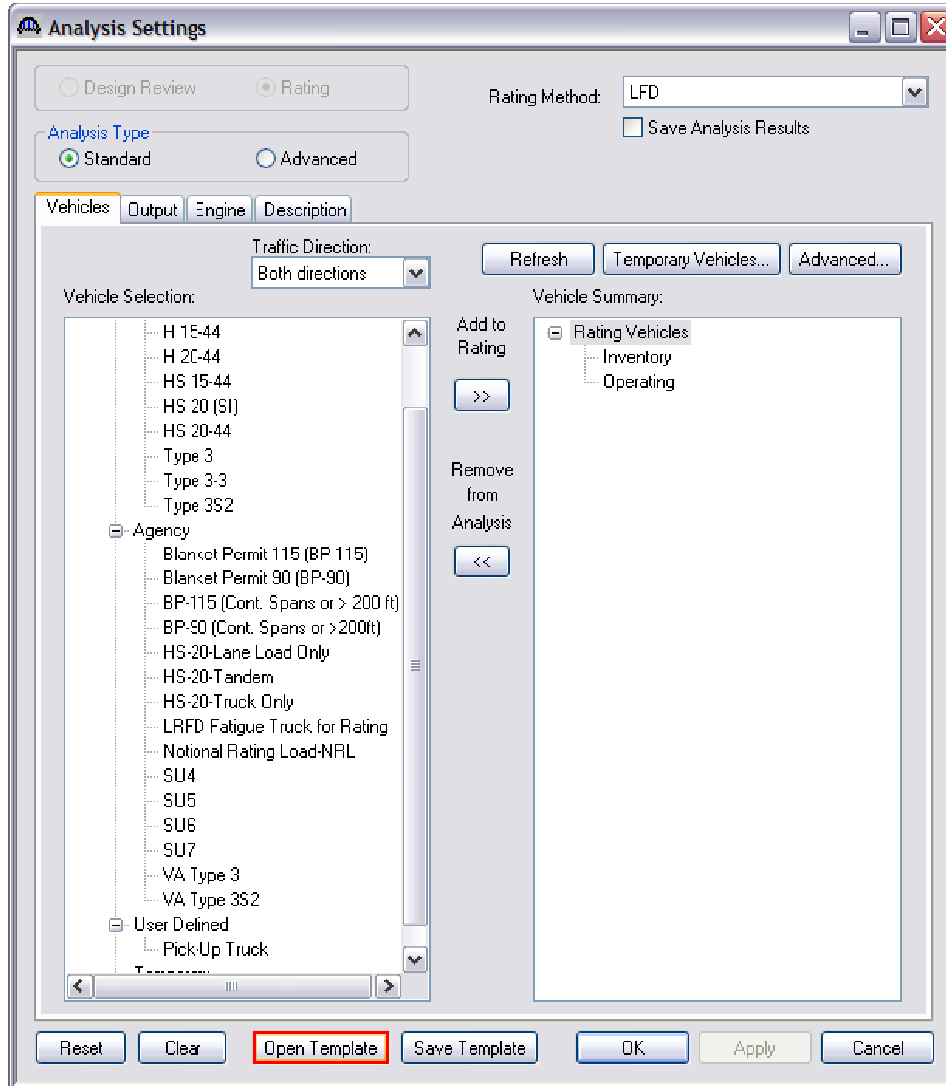 Analysis Settings
Design Review
Rating
Rating Method:
LFD
Save Analysis Results
Analysis Type
Standard
Advanced
Vehicles
Output
Engine
Description
Traffic Direction:
Both directions
Refresh
Temporary Vehicles...
Advanced...
Vehicle Selection:
Vehicle Summary:
H 15-44
H 20-44
HS 15-44
HS 20 (SI)
HS 20-44
Type 3
Type 3-3
Type 3S2
Agency
Blanket Permit 115 (BP 115)
Blanket Permit 90 (BP-90)
BP-115 (Cont. Spans or > 200 ft)
BP-90 (Cont. Spans or >200ft)
HS-20-Lane Load Only
HS-20-Tandem
HS-20-Truck Only
LRFD Fatigue Truck for Rating
Notional Rating Load-NRL
SU4
SU5
SU6
SU7
VA Type 3
VA Type 3S2
User Defined
Pick-Up Truck
Temporary
Add to
Rating
>>
Remove
from
Analysis
<<
Rating Vehicles
Inventory
Operating
Reset
Clear
Open Template
Save Template
OK
Apply
Cancel